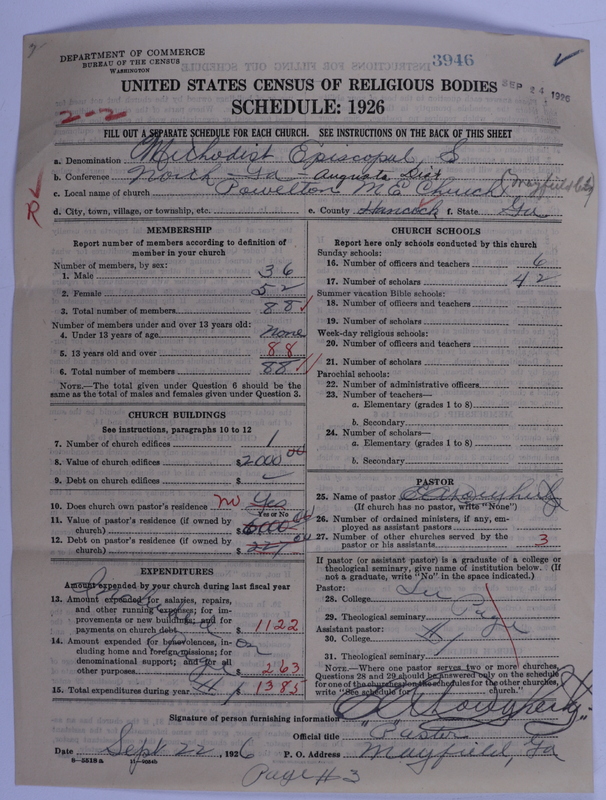 DEPARTMENT OF COMMERCE
BUREAU OF THE CENSUS
WASHINGTON
3946
SEP 24 1926
UNITED STATES CENSUS OF RELIGIOUS BODIES
SCHEDULE: 1926
2-2
FILL OUT A SEPARATE SCHEDULE FOR EACH CHURCH. SEE INSTRUCTIONS ON THE BACK OF THIS SHEET
a. Denomination Methodist Episcopal, S
b. Conference North - Ga - Augusta Dist
c. Local name of church Powelton M.E. Church (Mayfield
d. City, town, village, or township, etc. e. County Hancock f. State Ga
R
MEMBERSHIP
Report number of members according to definition of member in your church
Number of members, by sex:
1. Male 36
2. Female 52
3. Total number of members 88
Number of members under and over 13 years old:
4. Under 13 years of age None
5. 13 years old and over 88
6. Total number of members 88
NOTE.—The total given under Question 6 should be the same as the total of males and females given under Question 3.
CHURCH BUILDINGS
See instructions, paragraphs 10 to 12
7. Number of church edifices 1
8. Value of church edifices $2000 00
9. Debt on church edifices $
10. Does church own pastor's residence no Yes
Yes or No
11. Value of pastor's residence (if owned by church) $ 00
12. Debt on pastor's residence (if owned by church) $ 00
EXPENDITURES
Amount expended by your church during last fiscal year
13. Amount expended for salaries, repairs, and other running expenses; for improvements or new buildings; and for payments on church debt $ 1122
14. Amount expended for benevolences, including home and foreign missions; for denominational support; and for all other purposes $ 263
15. Total expenditures during year $ 1385
CHURCH SCHOOLS
Report here only schools conducted by this church
Sunday schools:
16. Number of officers and teachers 6
17. Number of scholars 42
Summer vacation Bible schools:
18. Number of officers and teachers
19. Number of scholars
Week-day religious schools:
20. Number of officers and teachers
21. Number of scholars
Parochial schools:
22. Number of administrative officers
23. Number of teachers—
a. Elementary (grades 1 to 8)
b. Secondary
24. Number of scholars—
a. Elementary (grades 1 to 8)
b. Secondary
PASTOR
25. Name of pastor
(If church has no pastor, write "None")
26. Number of ordained ministers, if any, employed as assistant pastors
27. Number of other churches served by the pastor or his assistants 3
If pastor (or assistant pastor) is a graduate of a college or theological seminary, give name of institution below. (If not a graduate, write "No" in the space indicated.)
Pastor:
28. College See
29. Theological seminary Page
Assistant pastor: #1
30. College
31. Theological seminary
NOTE.—Where one pastor serves two or more churches, Questions 28 and 29 should be answered only on the schedule for one of the churches; on the schedules for the other churches, write "See schedule for church."
Signature of person furnishing information
Official title "Pastor"
Date Sept 22, 1926 P. O. Address Mayfield, Ga
8-5518a
Page #3